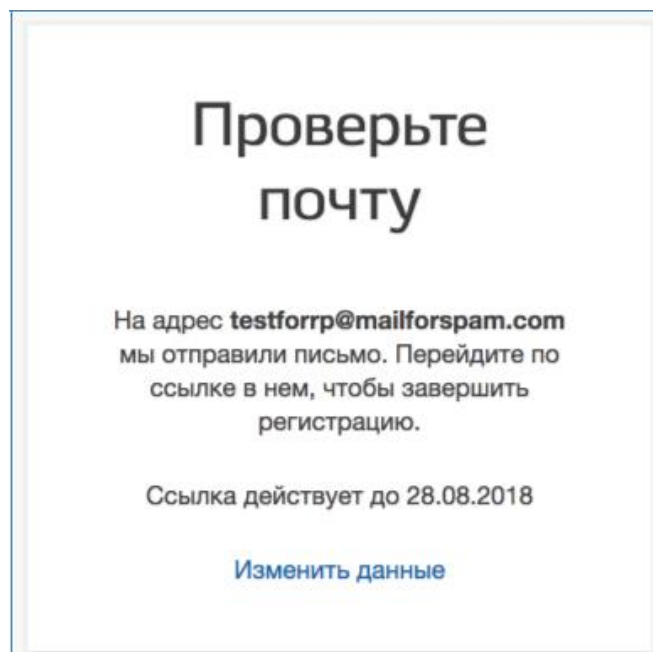 Проверьте
почту
На адрес testforrp@mailforspam.com
мы отправили письмо. Перейдите по
ссылке в нем, чтобы завершить
регистрацию.
Ссылка действует до 28.08.2018
Изменить данные